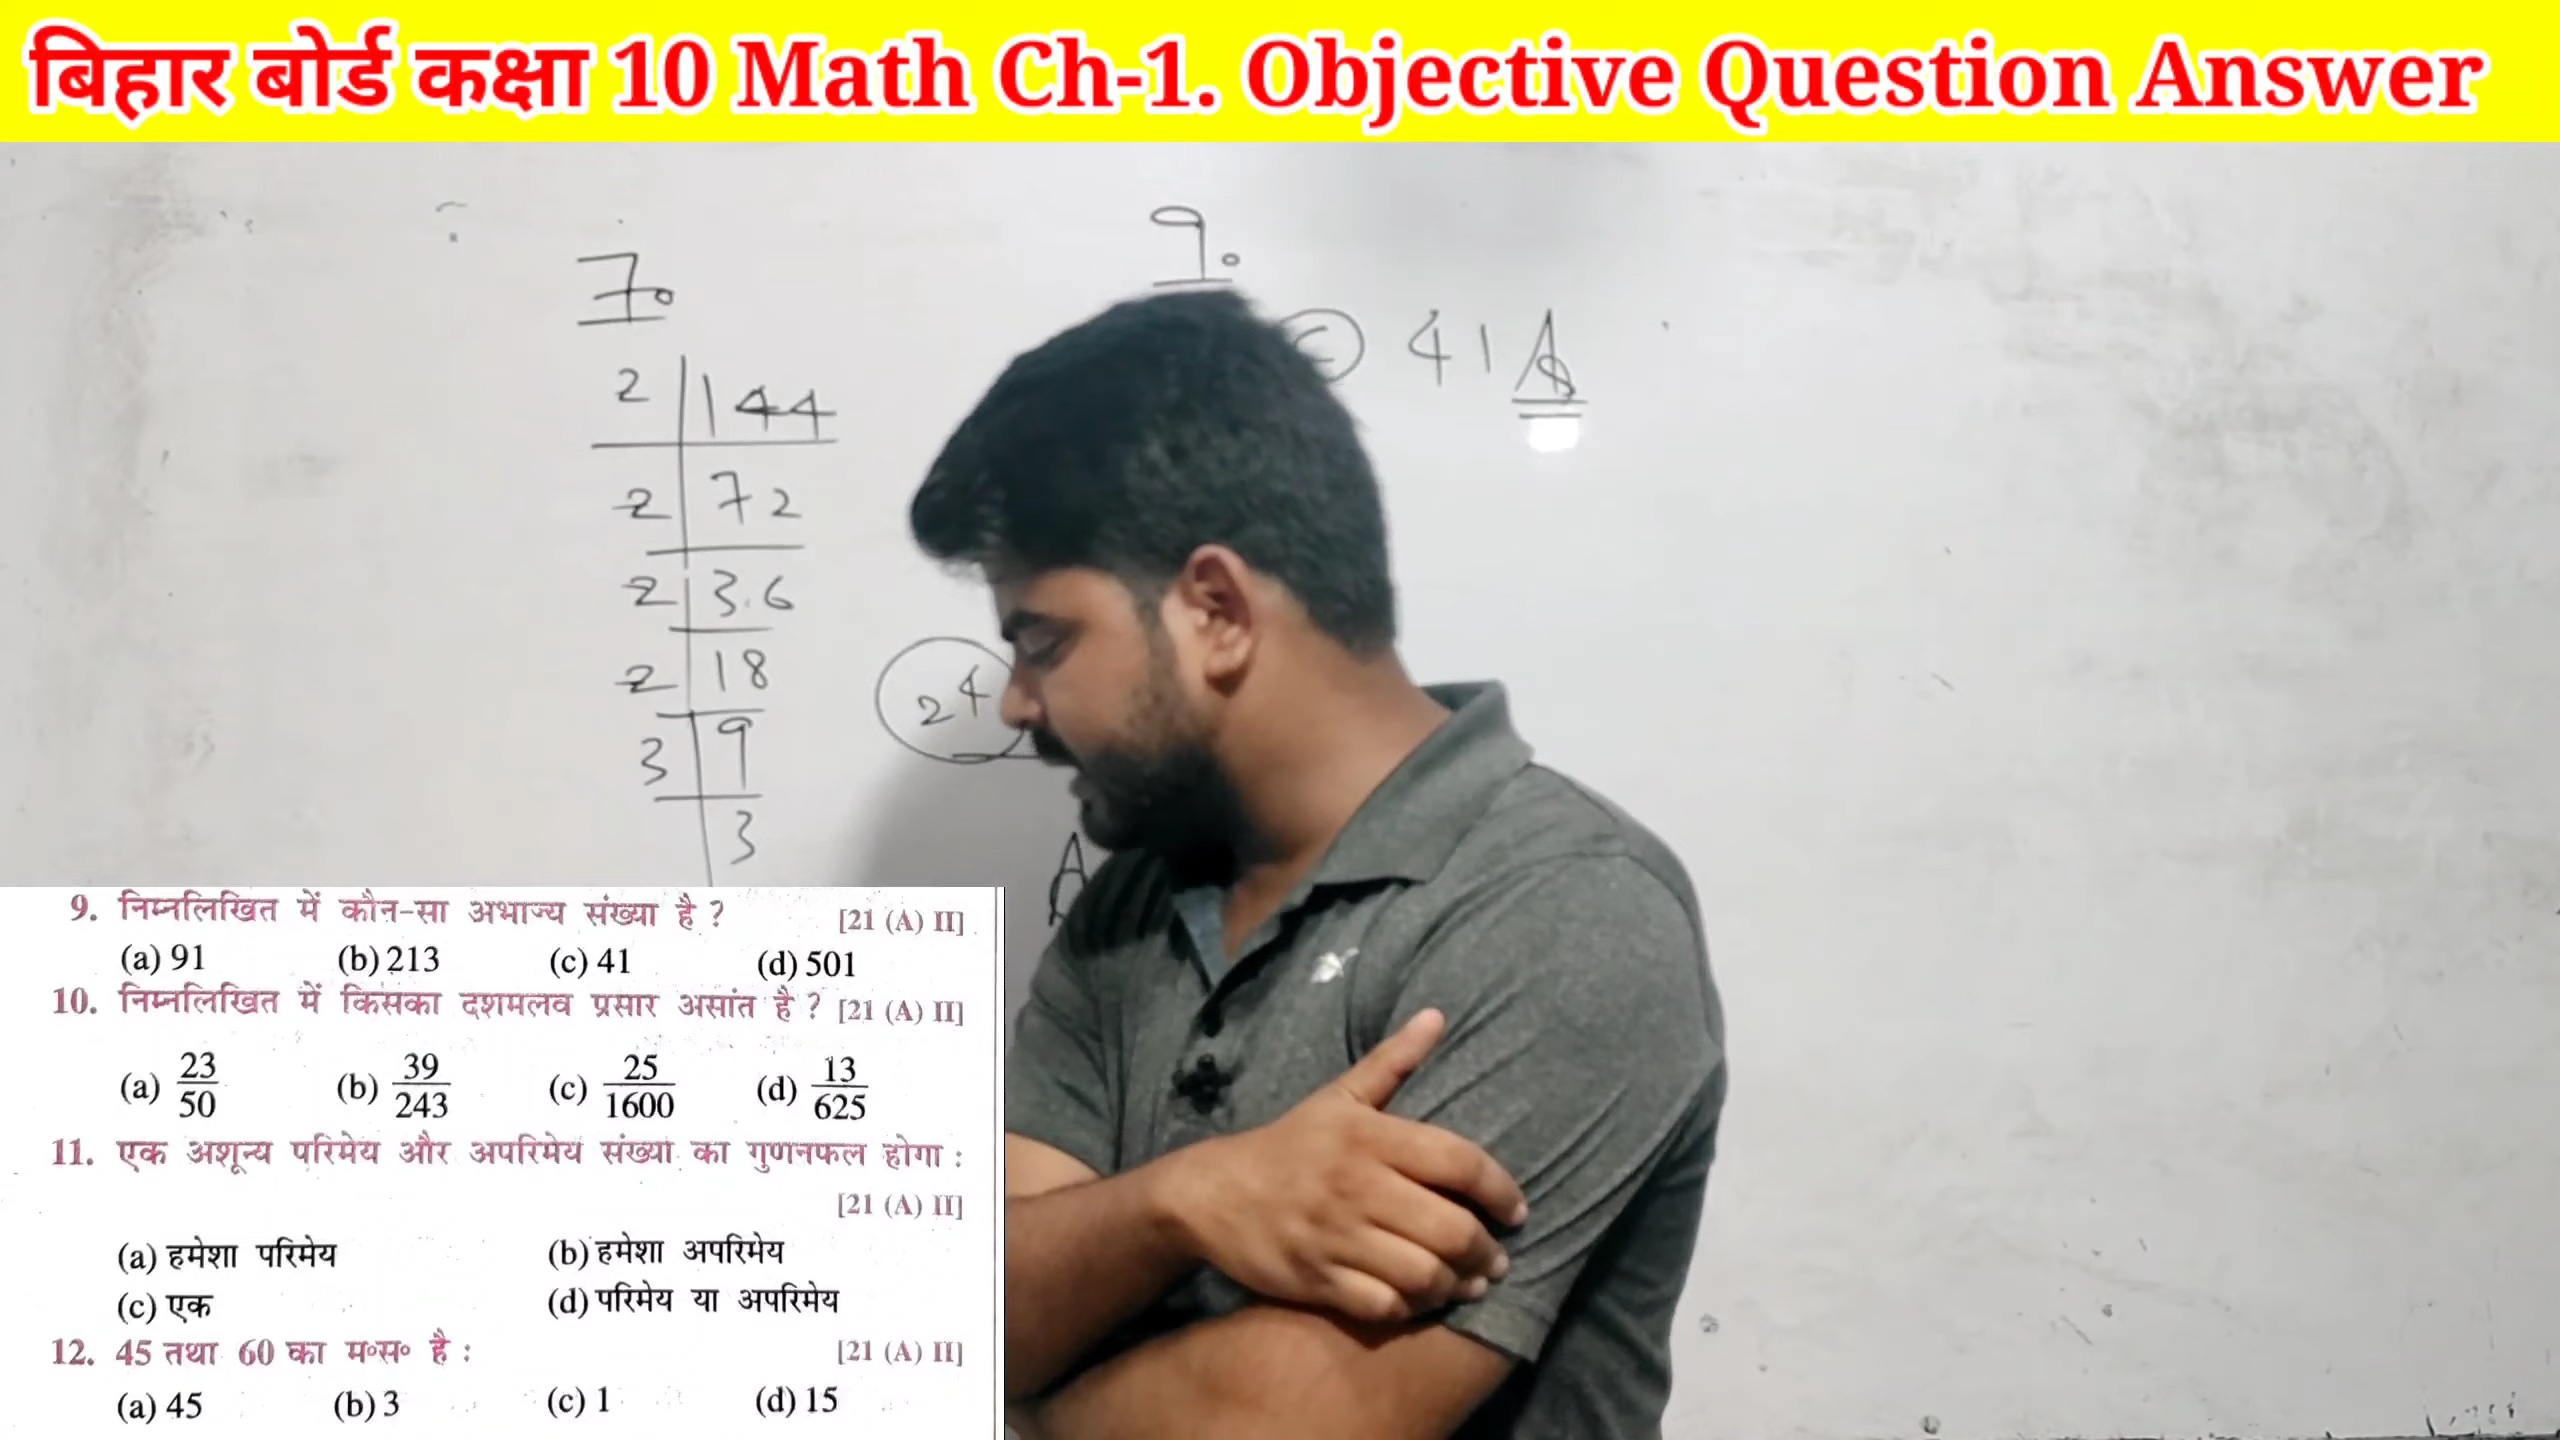 बिहार बोर्ड कक्षा 10 Math Ch-1. Objective Question Answer
7.
2 144
2 72
2 36
2 18
3 9
3
2 4
A
9.
C 41 As
9. निम्नलिखित में कौन-सा अभाज्य संख्या है ? [21 (A) II]
(a) 91 (b) 213 (c) 41 (d) 501
10. निम्नलिखित में किसका दशमलव प्रसार असांत है ? [21 (A) II]
(a) 23/50 (b) 39/243 (c) 25/1600 (d) 13/625
11. एक अशून्य परिमेय और अपरिमेय संख्या का गुणनफल होगा :
[21 (A) II]
(a) हमेशा परिमेय (b) हमेशा अपरिमेय
(c) एक (d) परिमेय या अपरिमेय
12. 45 तथा 60 का म॰स॰ है : [21 (A) II]
(a) 45 (b) 3 (c) 1 (d) 15